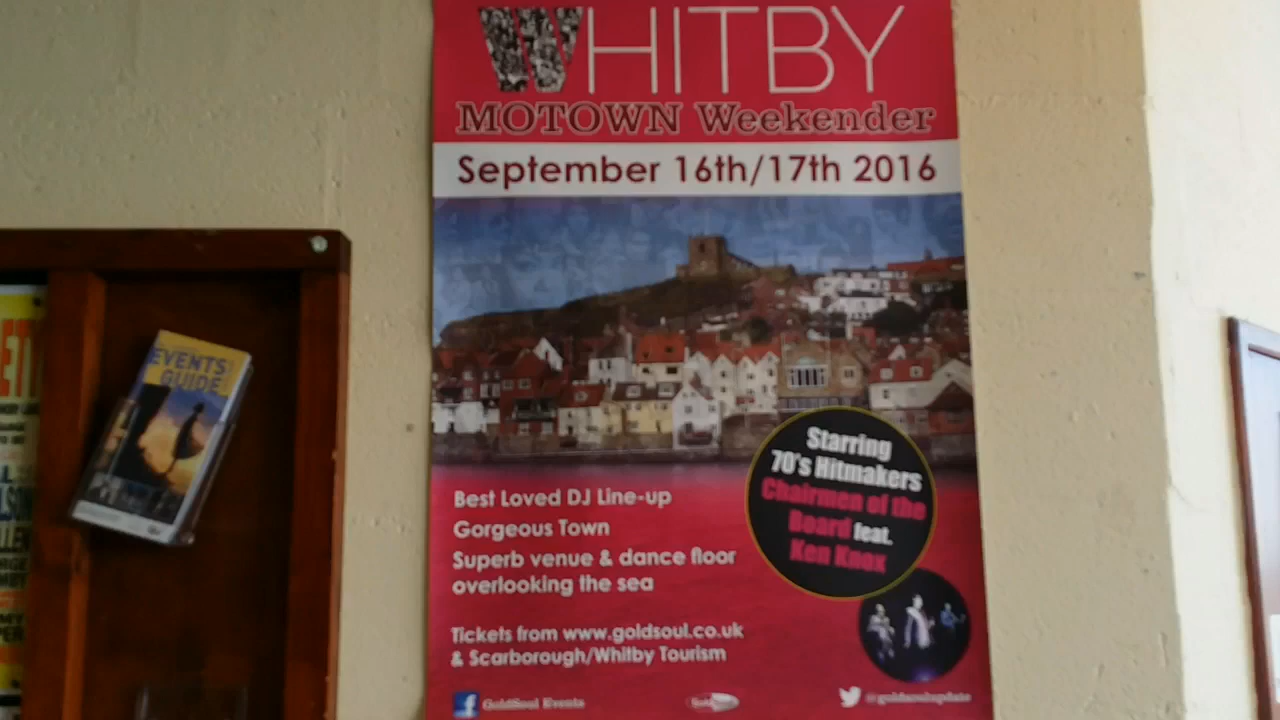 WHITBY
MOTOWN Weekender
September 16th/17th 2016
EVENTS
GUIDE
Starring
70's Hitmakers
Chairmen of the
Board feat.
Ken Knox
Best Loved DJ Line-up
Gorgeous Town
Superb venue & dance floor
overlooking the sea
Tickets from www.goldsoul.co.uk
& Scarborough/Whitby Tourism
GoldSoul Events
@goldsoulupdate